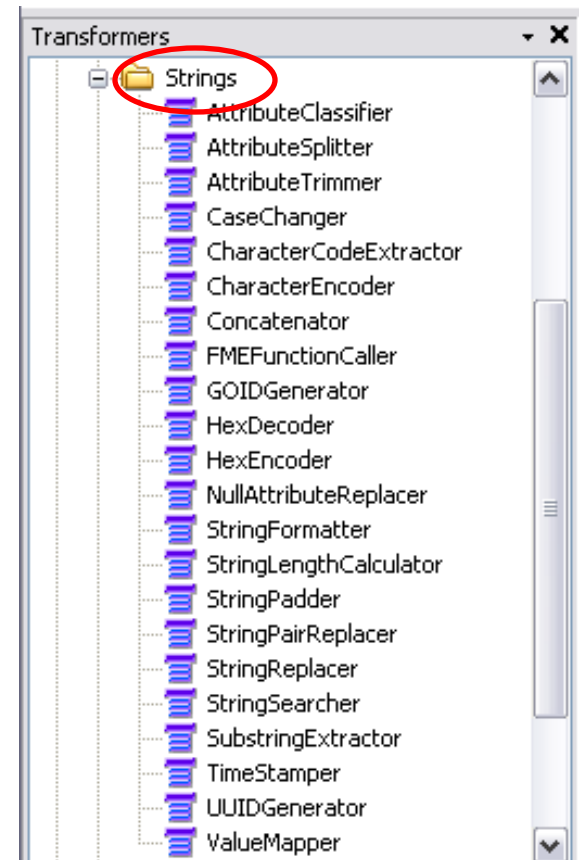 Transformers
Strings
AttributeClassifier
AttributeSplitter
AttributeTrimmer
CaseChanger
CharacterCodeExtractor
CharacterEncoder
Concatenator
FMEFunctionCaller
GOIDGenerator
HexDecoder
HexEncoder
NullAttributeReplacer
StringFormatter
StringLengthCalculator
StringPadder
StringPairReplacer
StringReplacer
StringSearcher
SubstringExtractor
TimeStamper
UUIDGenerator
ValueMapper